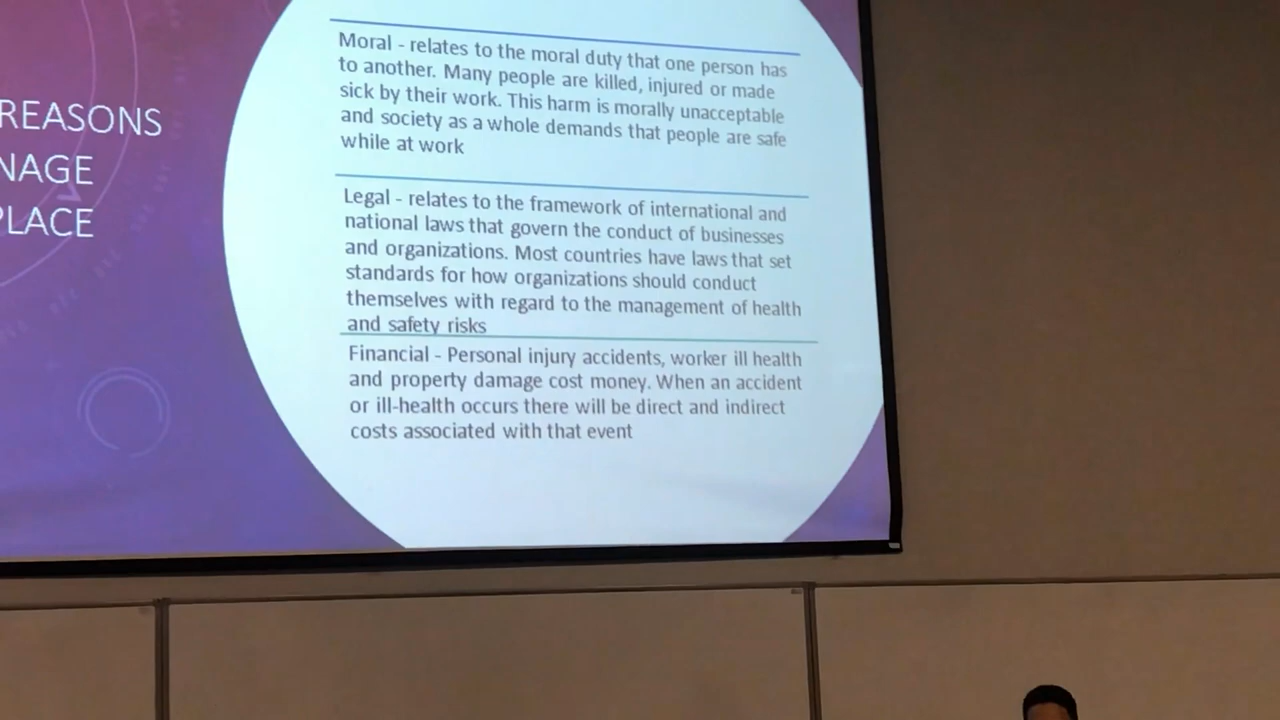 REASONS
NAGE
PLACE
Moral - relates to the moral duty that one person has
to another. Many people are killed, injured or made
sick by their work. This harm is morally unacceptable
and society as a whole demands that people are safe
while at work
Legal - relates to the framework of international and
national laws that govern the conduct of businesses
and organizations. Most countries have laws that set
standards for how organizations should conduct
themselves with regard to the management of health
and safety risks
Financial - Personal injury accidents, worker ill health
and property damage cost money. When an accident
or ill-health occurs there will be direct and indirect
costs associated with that event